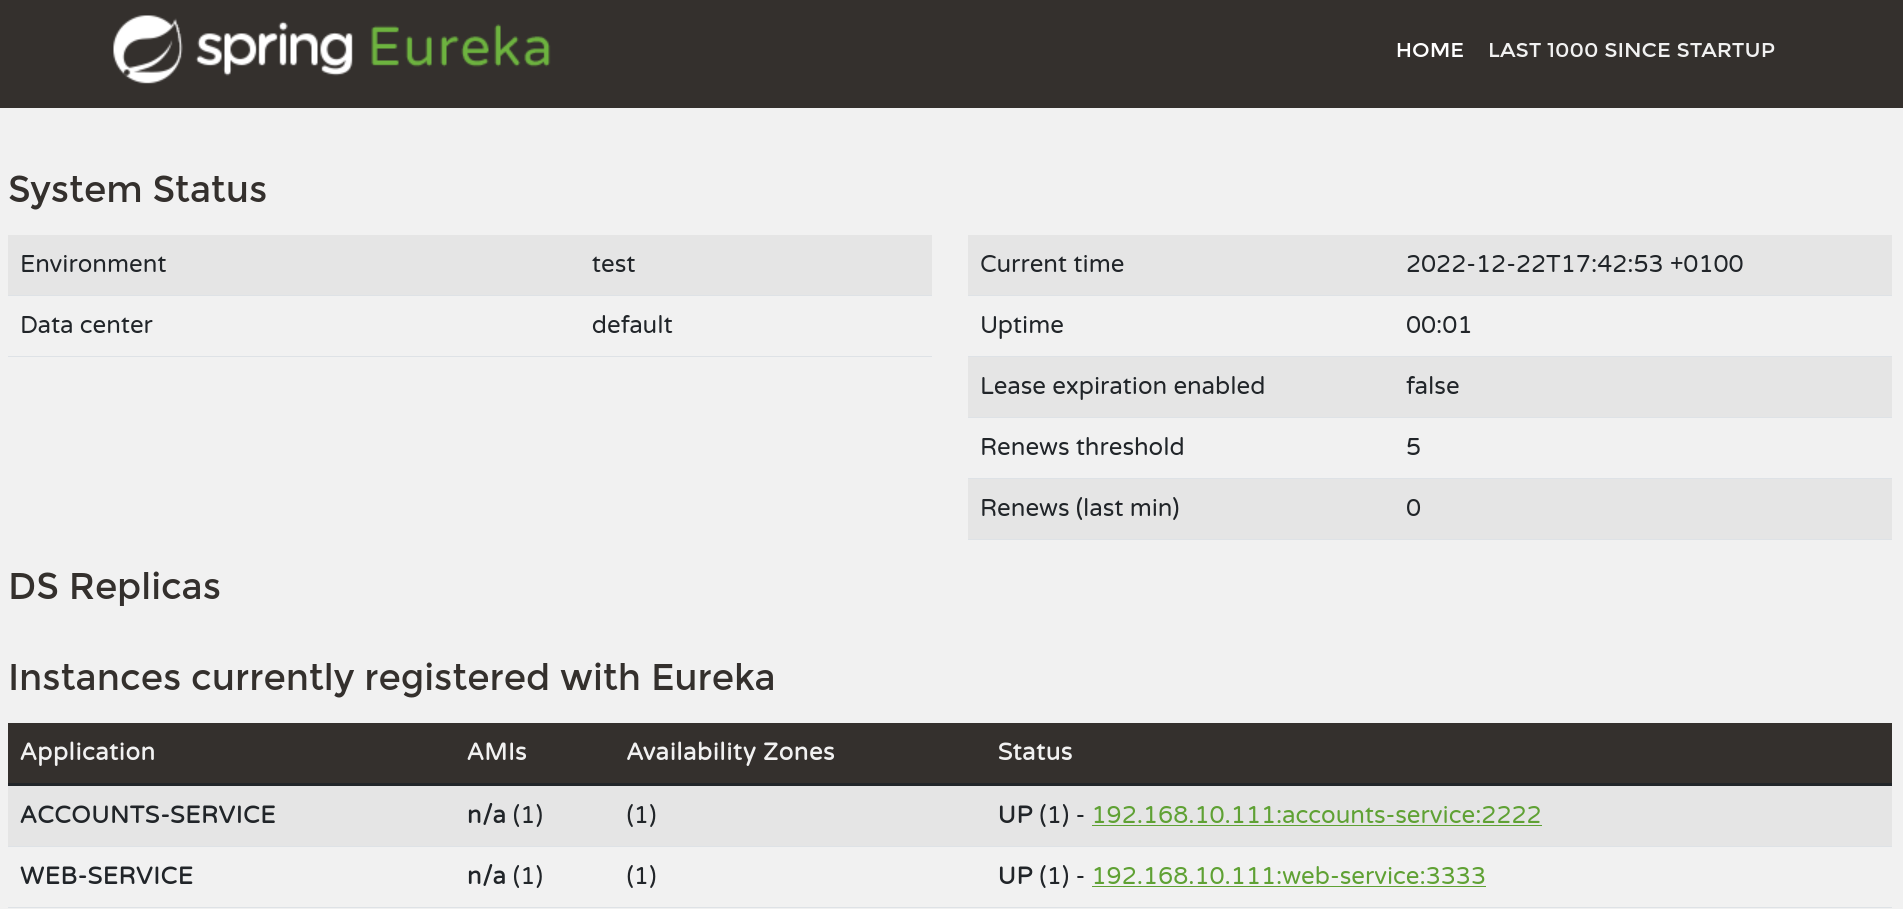 spring Eureka
HOME LAST 1000 SINCE STARTUP
System Status
Environment test
Data center default
Current time 2022-12-22T17:42:53 +0100
Uptime 00:01
Lease expiration enabled false
Renews threshold 5
Renews (last min) 0
DS Replicas
Instances currently registered with Eureka
Application AMIs Availability Zones Status
ACCOUNTS-SERVICE n/a (1) (1) UP (1) - 192.168.10.111:accounts-service:2222
WEB-SERVICE n/a (1) (1) UP (1) - 192.168.10.111:web-service:3333